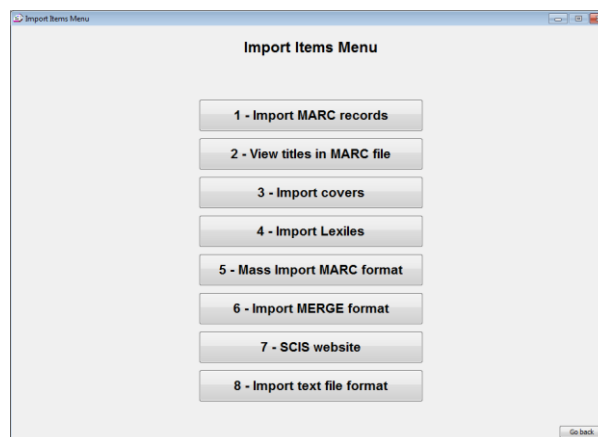 Import Items Menu
Import Items Menu
1 - Import MARC records
2 - View titles in MARC file
3 - Import covers
4 - Import Lexiles
5 - Mass Import MARC format
6 - Import MERGE format
7 - SCIS website
8 - Import text file format
Go back